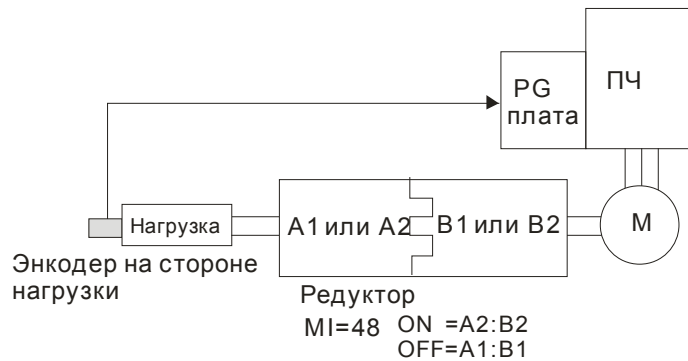 ПЧ
PG
плата
Нагрузка
A1 или A2
B1 или B2
М
Энкодер на стороне
нагрузки
Редуктор
MI=48 ON =A2:B2
OFF=A1:B1